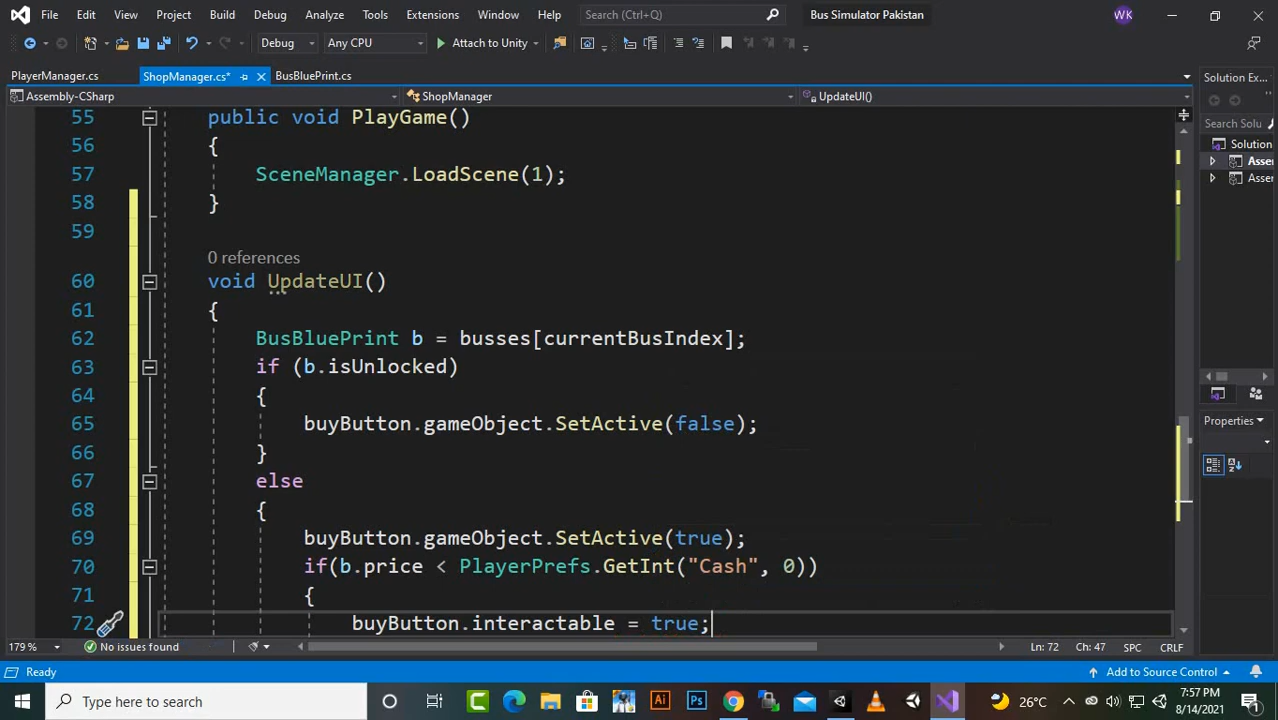 File Edit View Project Build Debug Analyze Tools Extensions Window Help Search (Ctrl+Q) Bus Simulator Pakistan WK
Debug Any CPU Attach to Unity
PlayerManager.cs ShopManager.cs* BusBluePrint.cs Solution Ex...
Assembly-CSharp ShopManager UpdateUI()
Search Solu
Solution
Asse
Asse
55 public void PlayGame()
56 {
57 SceneManager.LoadScene(1);
58 }
59
0 references
60 void UpdateUI()
61 {
62 BusBluePrint b = busses[currentBusIndex];
63 if (b.isUnlocked)
64 {
65 buyButton.gameObject.SetActive(false);
66 }
67 else
68 {
69 buyButton.gameObject.SetActive(true);
70 if(b.price < PlayerPrefs.GetInt("Cash", 0))
71 {
72 buyButton.interactable = true;
Properties
179 % No issues found Ln: 72 Ch: 47 SPC CRLF
Ready Add to Source Control
Type here to search 26°C 7:57 PM
8/14/2021